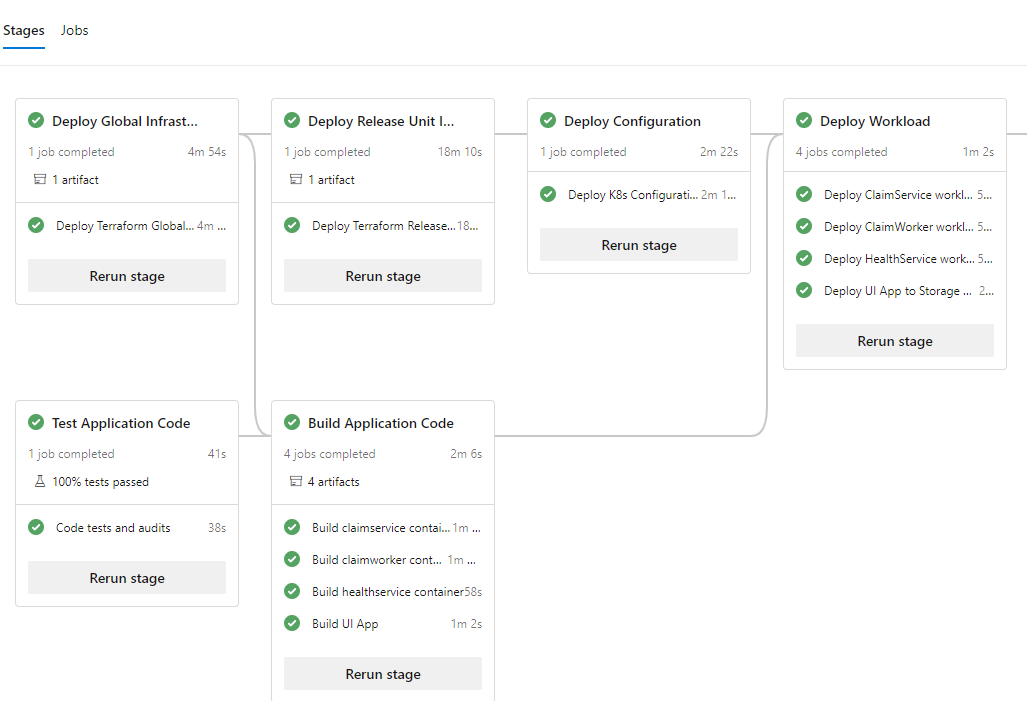 Stages Jobs
Deploy Global Infrast...
1 job completed 4m 54s
1 artifact
Deploy Terraform Global... 4m ...
Rerun stage
Deploy Release Unit I...
1 job completed 18m 10s
1 artifact
Deploy Terraform Release... 18...
Rerun stage
Deploy Configuration
1 job completed 2m 22s
Deploy K8s Configurati... 2m 1...
Rerun stage
Deploy Workload
4 jobs completed 1m 2s
Deploy ClaimService workl... 5...
Deploy ClaimWorker workl... 5...
Deploy HealthService work... 5...
Deploy UI App to Storage ... 2...
Rerun stage
Test Application Code
1 job completed 41s
100% tests passed
Code tests and audits 38s
Rerun stage
Build Application Code
4 jobs completed 2m 6s
4 artifacts
Build claimservice contai... 1m ...
Build claimworker cont... 1m ...
Build healthservice container 58s
Build UI App 1m 2s
Rerun stage